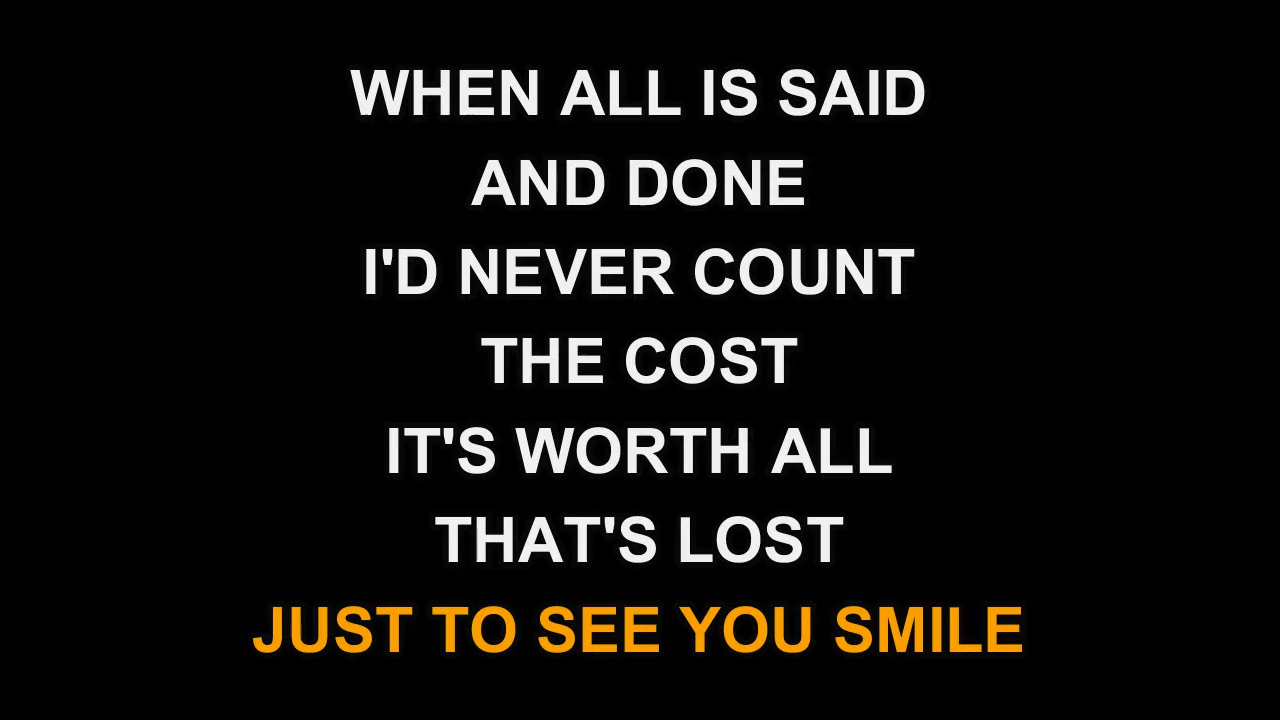 WHEN ALL IS SAID
AND DONE
I'D NEVER COUNT
THE COST
IT'S WORTH ALL
THAT'S LOST
JUST TO SEE YOU SMILE